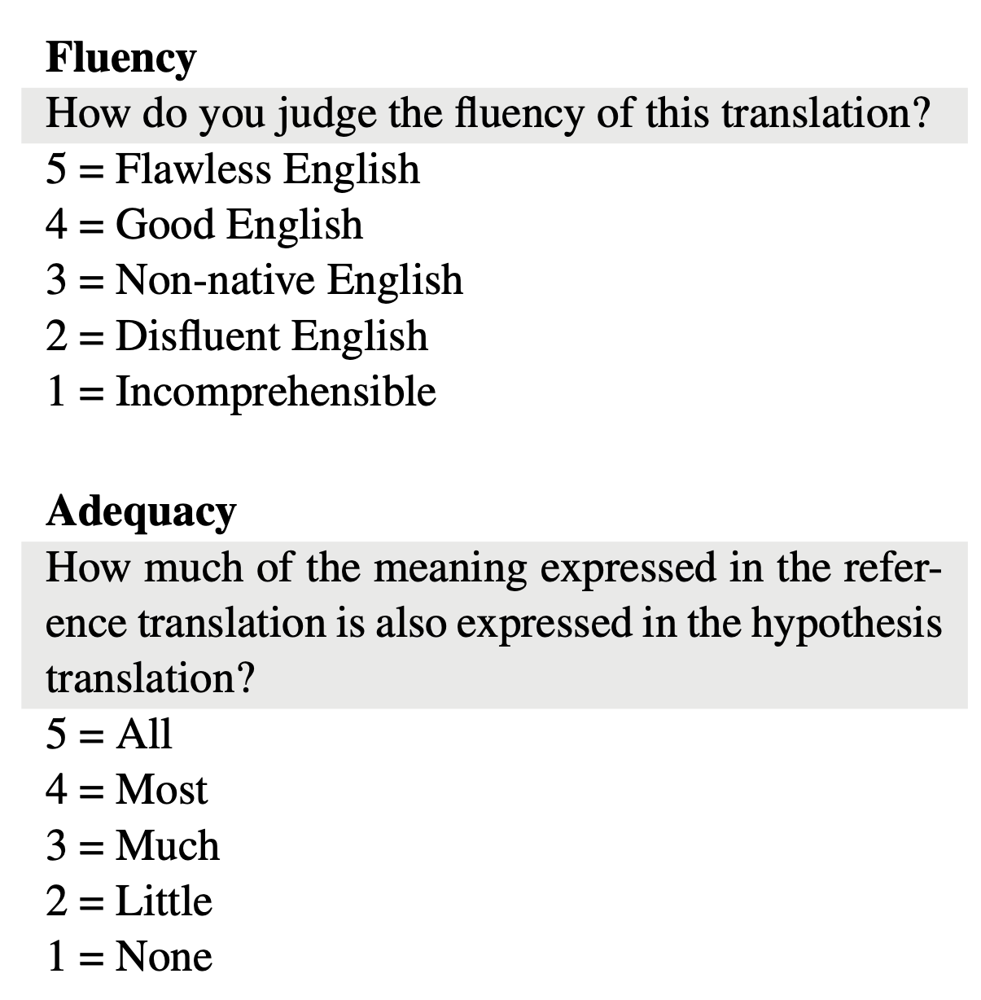 Fluency
How do you judge the fluency of this translation?
5 = Flawless English
4 = Good English
3 = Non-native English
2 = Disfluent English
1 = Incomprehensible
Adequacy
How much of the meaning expressed in the refer-
ence translation is also expressed in the hypothesis
translation?
5 = All
4 = Most
3 = Much
2 = Little
1 = None